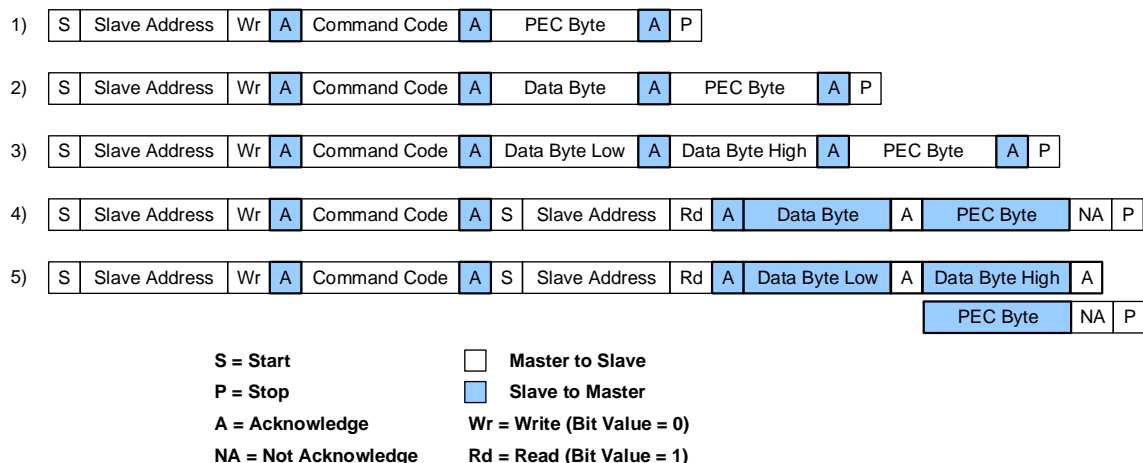 1) S Slave Address Wr A Command Code A PEC Byte A P
2) S Slave Address Wr A Command Code A Data Byte A PEC Byte A P
3) S Slave Address Wr A Command Code A Data Byte Low A Data Byte High A PEC Byte A P
4) S Slave Address Wr A Command Code A S Slave Address Rd A Data Byte A PEC Byte NA P
5) S Slave Address Wr A Command Code A S Slave Address Rd A Data Byte Low A Data Byte High A
PEC Byte NA P
S = Start Master to Slave
P = Stop Slave to Master
A = Acknowledge Wr = Write (Bit Value = 0)
NA = Not Acknowledge Rd = Read (Bit Value = 1)